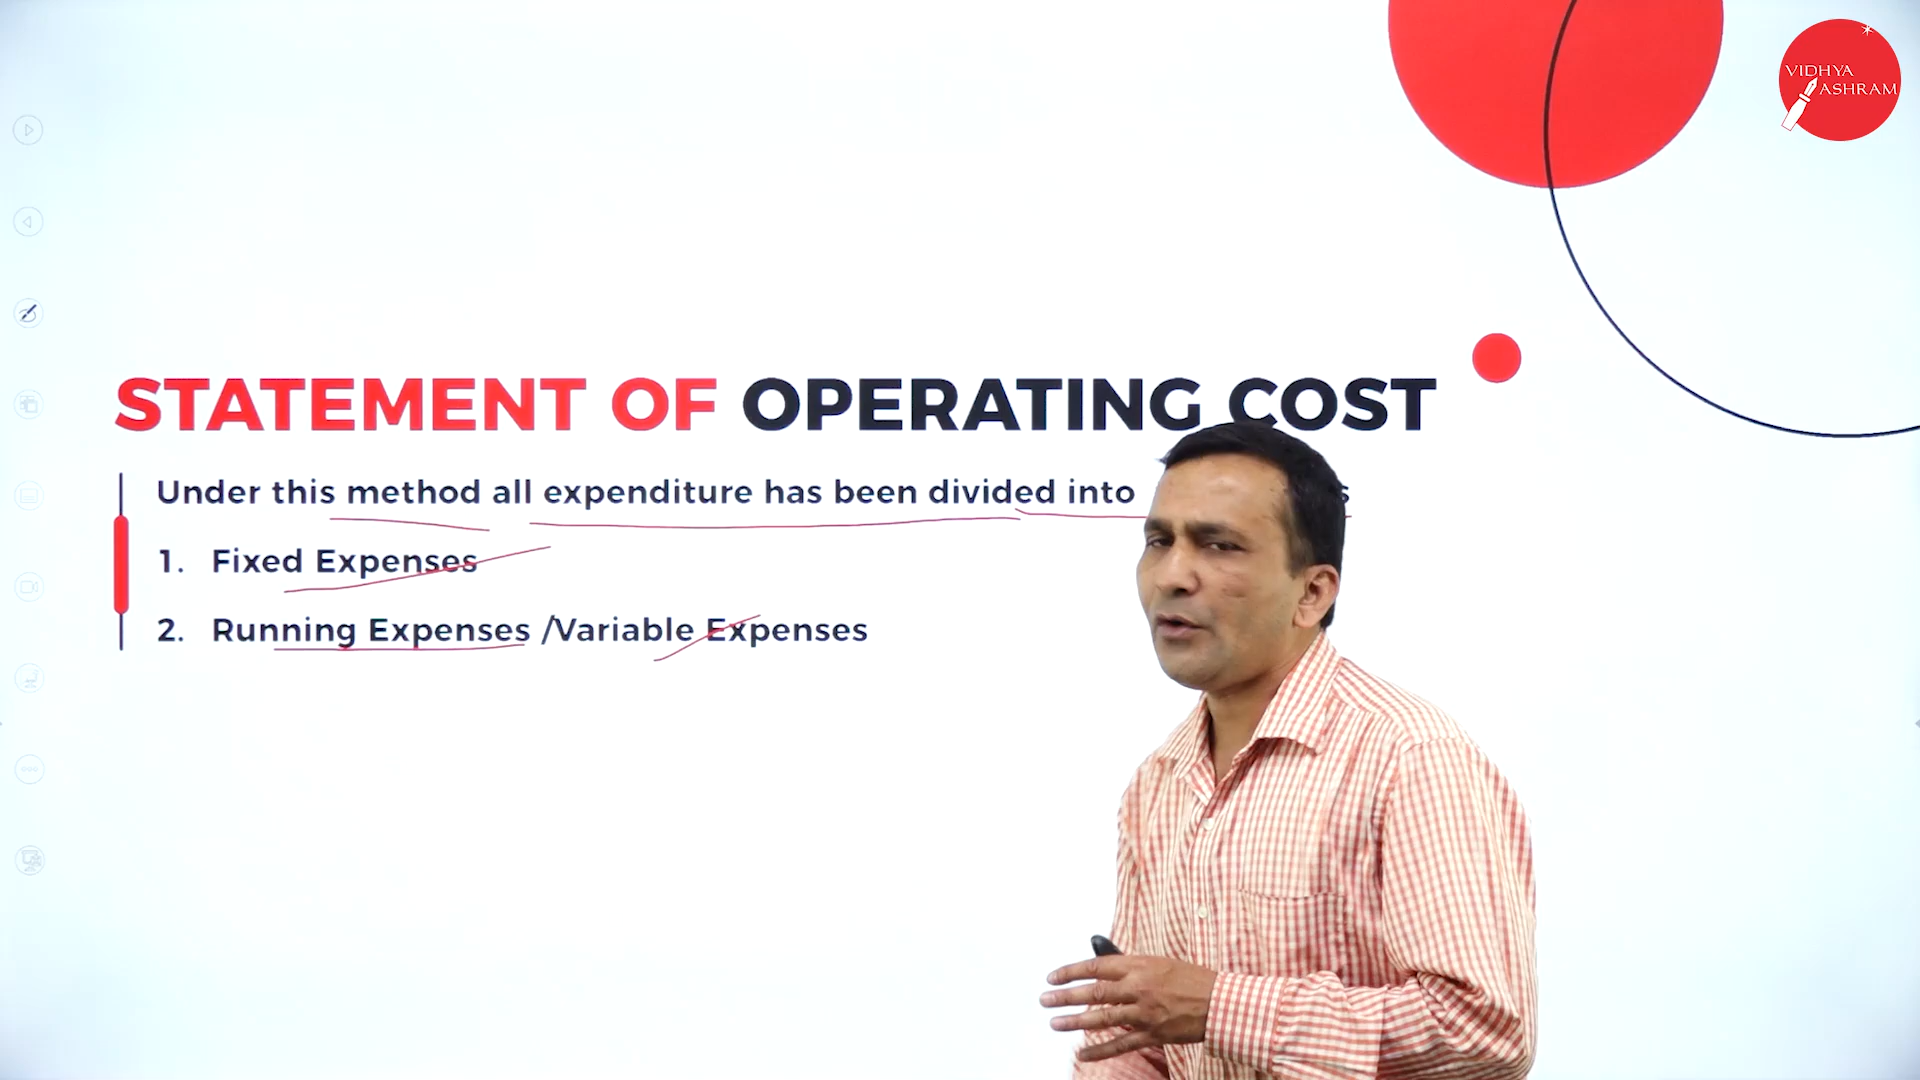 VIDHYA
ASHRAM
STATEMENT OF OPERATING COST
Under this method all expenditure has been divided into
1. Fixed Expenses
2. Running Expenses /Variable Expenses